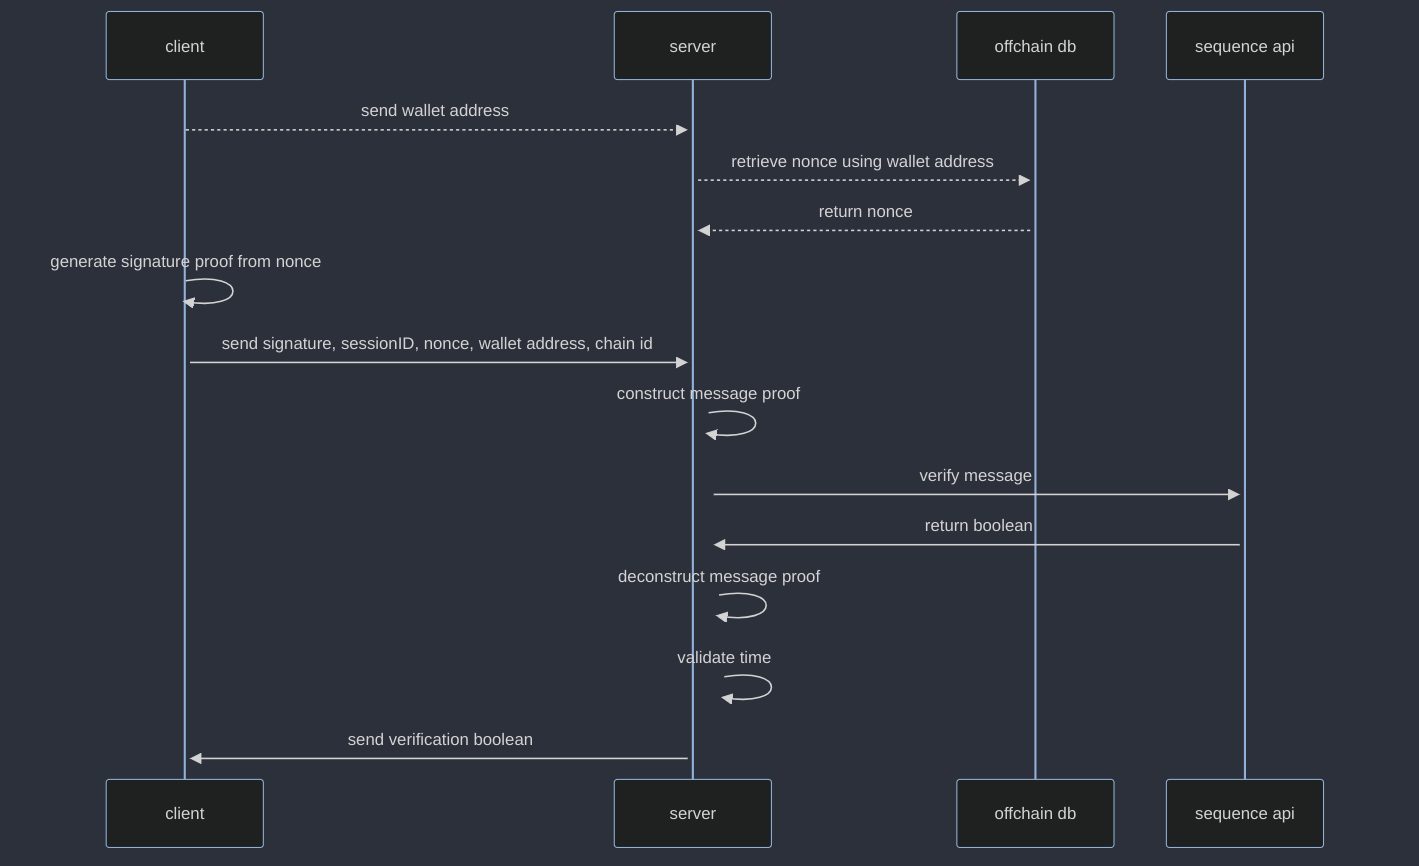 client
server
offchain db
sequence api
send wallet address
retrieve nonce using wallet address
return nonce
generate signature proof from nonce
send signature, sessionID, nonce, wallet address, chain id
construct message proof
verify message
return boolean
deconstruct message proof
validate time
send verification boolean
client
server
offchain db
sequence api